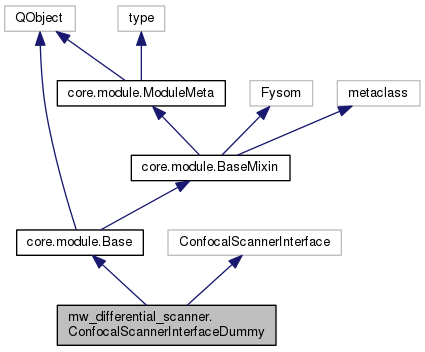 QObject
type
core.module.ModuleMeta
Fysom
metaclass
core.module.BaseMixin
core.module.Base
ConfocalScannerInterface
mw_differential_scanner.
ConfocalScannerInterfaceDummy